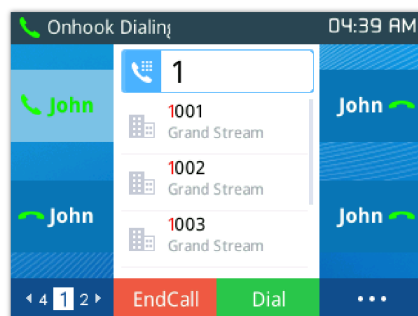 Onhook Dialing 04:39 AM
1
John
1001
Grand Stream
John
1002
Grand Stream
John
1003
Grand Stream
John
4 1 2 EndCall Dial ...